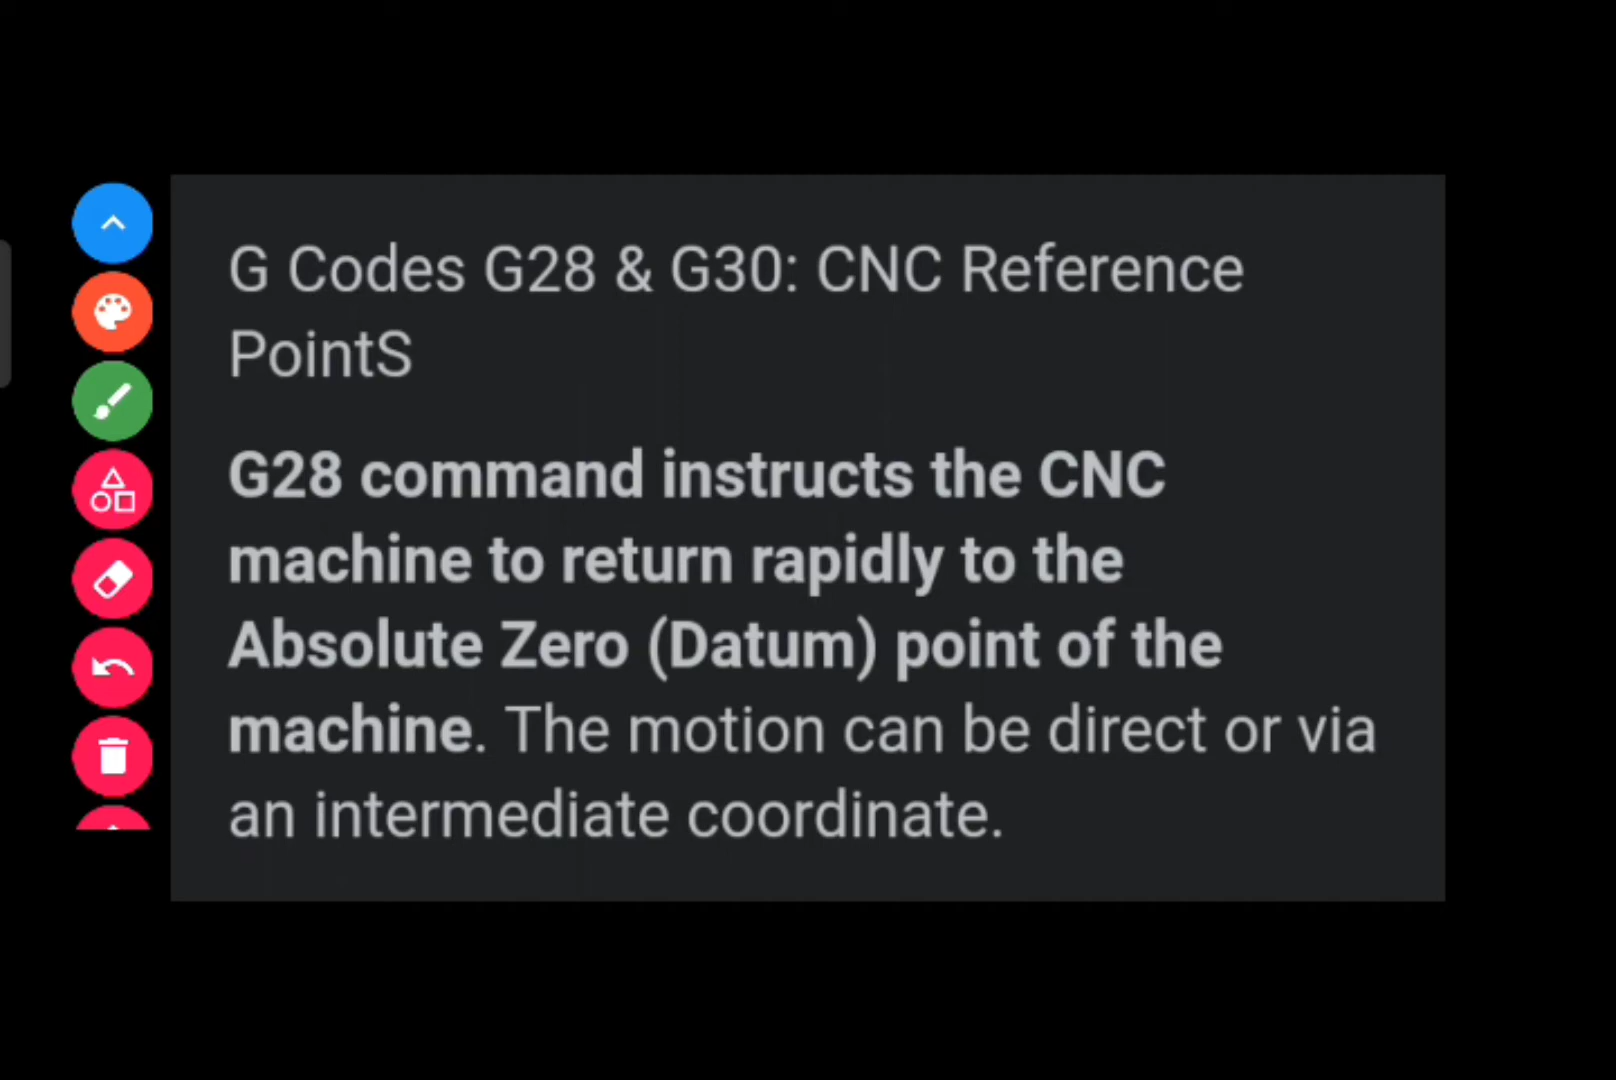 G Codes G28 & G30: CNC Reference
PointS
G28 command instructs the CNC
machine to return rapidly to the
Absolute Zero (Datum) point of the
machine. The motion can be direct or via
an intermediate coordinate.